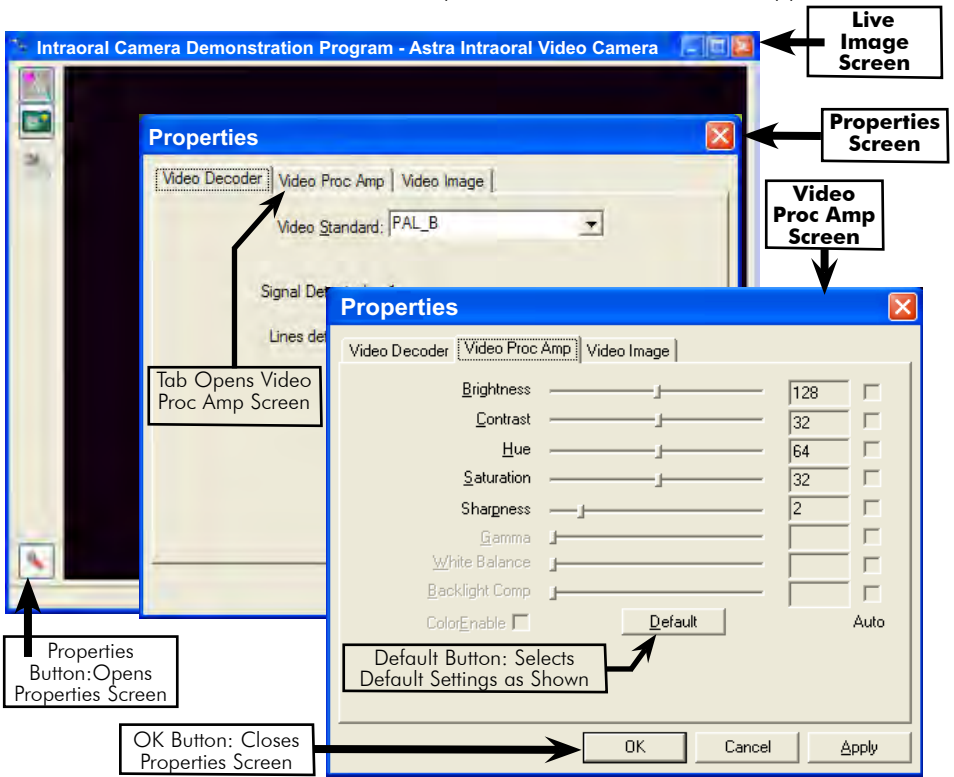 Live
Image
Screen
Intraoral Camera Demonstration Program - Astra Intraoral Video Camera
Properties
Screen
Properties
Video Decoder Video Proc Amp Video Image
Video Standard: PAL_B
Video
Proc Amp
Screen
Signal
Lines
Tab Opens Video
Proc Amp Screen
Properties
Video Decoder Video Proc Amp Video Image
Brightness 128
Contrast 32
Hue 64
Saturation 32
Sharpness 2
Gamma
White Balance
Backlight Comp
ColorEnable Default Auto
Default Button: Selects
Default Settings as Shown
Properties
Button:Opens
Properties Screen
OK Button: Closes
Properties Screen
OK Cancel Apply